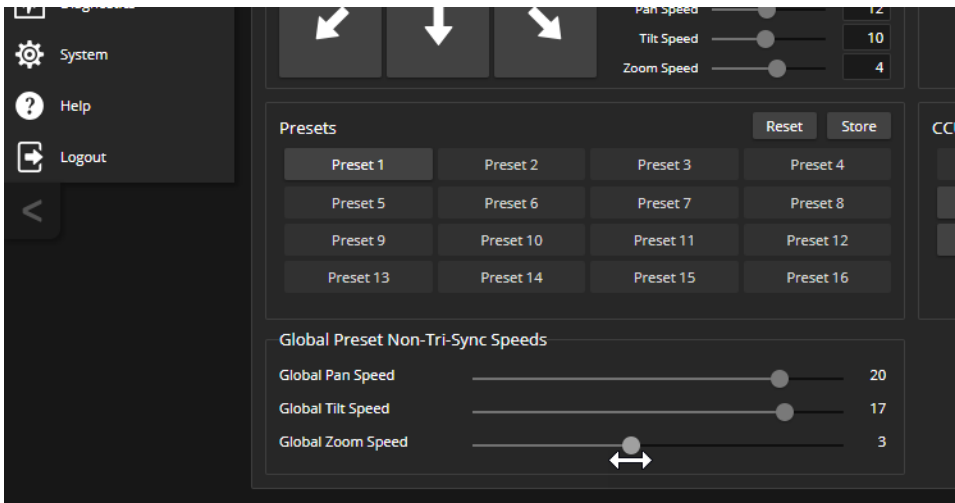 Diagnostics
System
Help
Logout
<
Pan Speed 12
Tilt Speed 10
Zoom Speed 4
Presets Reset Store
Preset 1 Preset 2 Preset 3 Preset 4
Preset 5 Preset 6 Preset 7 Preset 8
Preset 9 Preset 10 Preset 11 Preset 12
Preset 13 Preset 14 Preset 15 Preset 16
Global Preset Non-Tri-Sync Speeds
Global Pan Speed 20
Global Tilt Speed 17
Global Zoom Speed 3